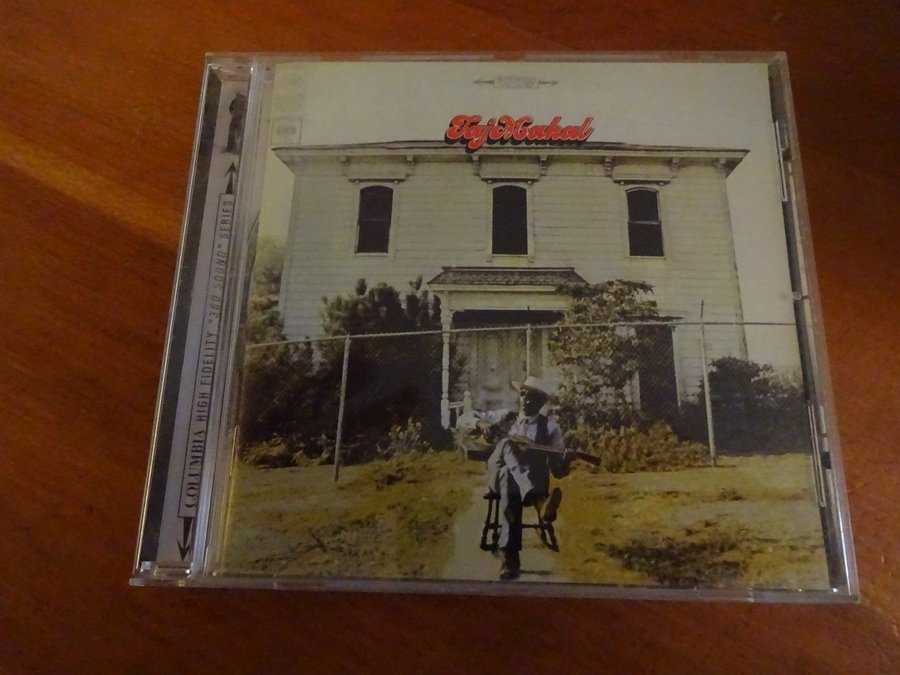 Taj Mahal
COLUMBIA HIGH FIDELITY "360 SOUND" SERIES